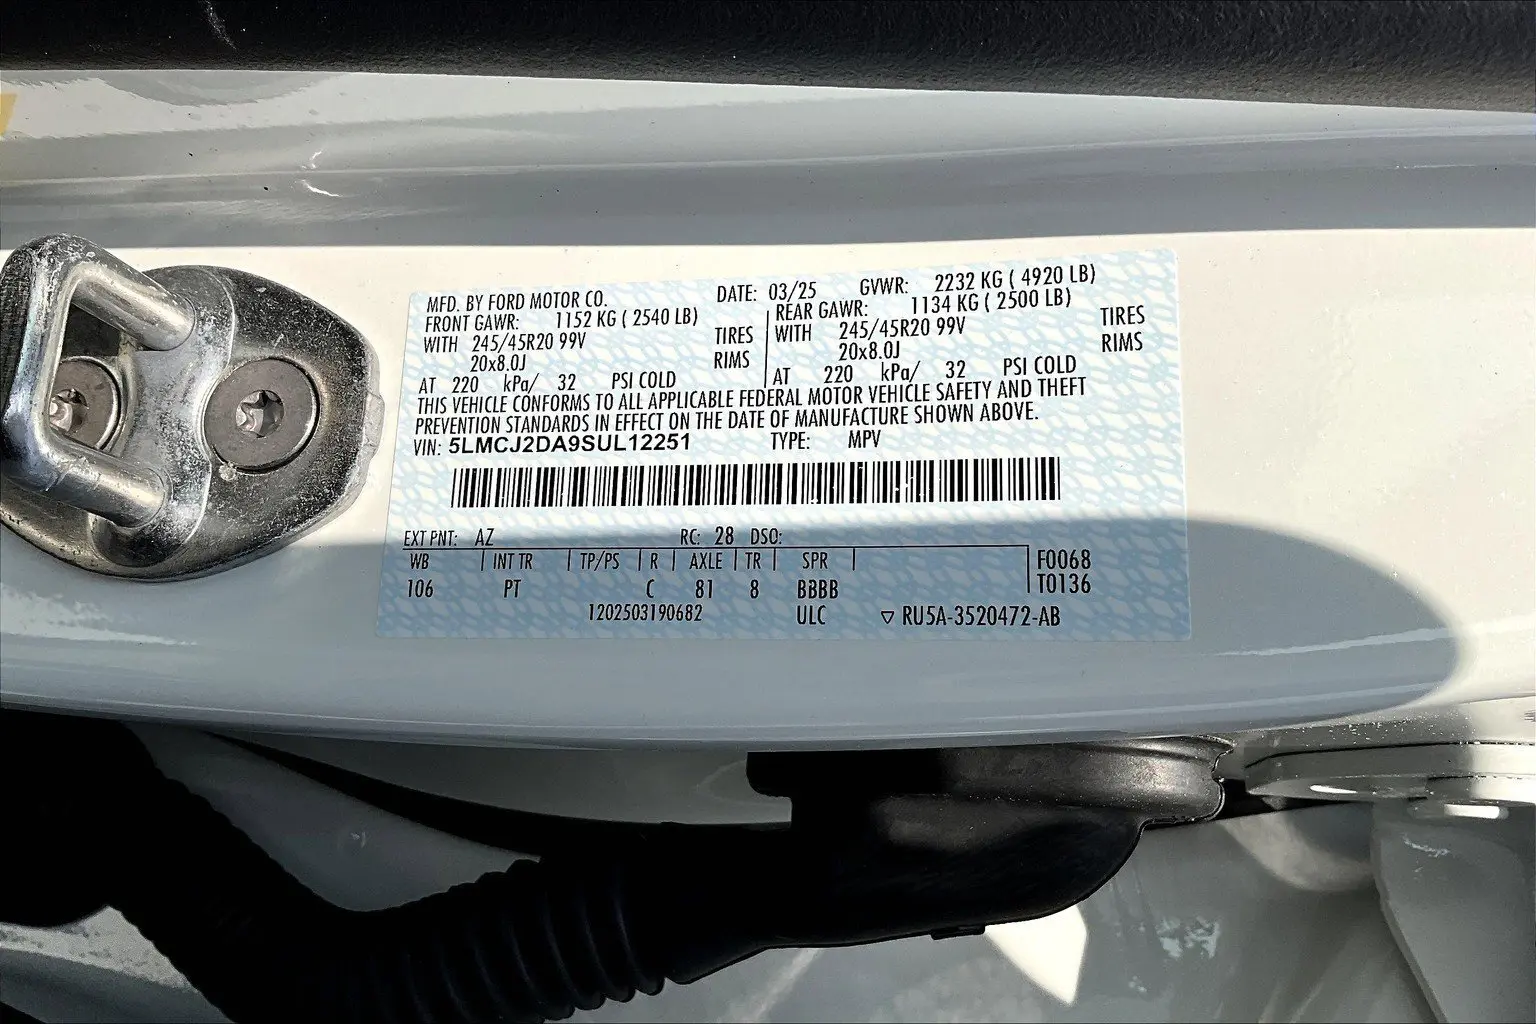 MFD. BY FORD MOTOR CO. DATE: 03/25 GVWR: 2232 KG ( 4920 LB)
FRONT GAWR: 1152 KG ( 2540 LB) REAR GAWR: 1134 KG ( 2500 LB)
WITH 245/45R20 99V TIRES WITH 245/45R20 99V TIRES
20x8.0J RIMS 20x8.0J RIMS
AT 220 kPa/ 32 PSI COLD AT 220 kPa/ 32 PSI COLD
THIS VEHICLE CONFORMS TO ALL APPLICABLE FEDERAL MOTOR VEHICLE SAFETY AND THEFT
PREVENTION STANDARDS IN EFFECT ON THE DATE OF MANUFACTURE SHOWN ABOVE.
VIN: 5LMCJ2DA9SUL12251 TYPE: MPV
EXT PNT: AZ RC: 28 DSO:
WB INT TR TP/PS R AXLE TR SPR F0068
106 PT C 81 8 BBBB T0136
1202503190682 ULC ▽ RU5A-3520472-AB